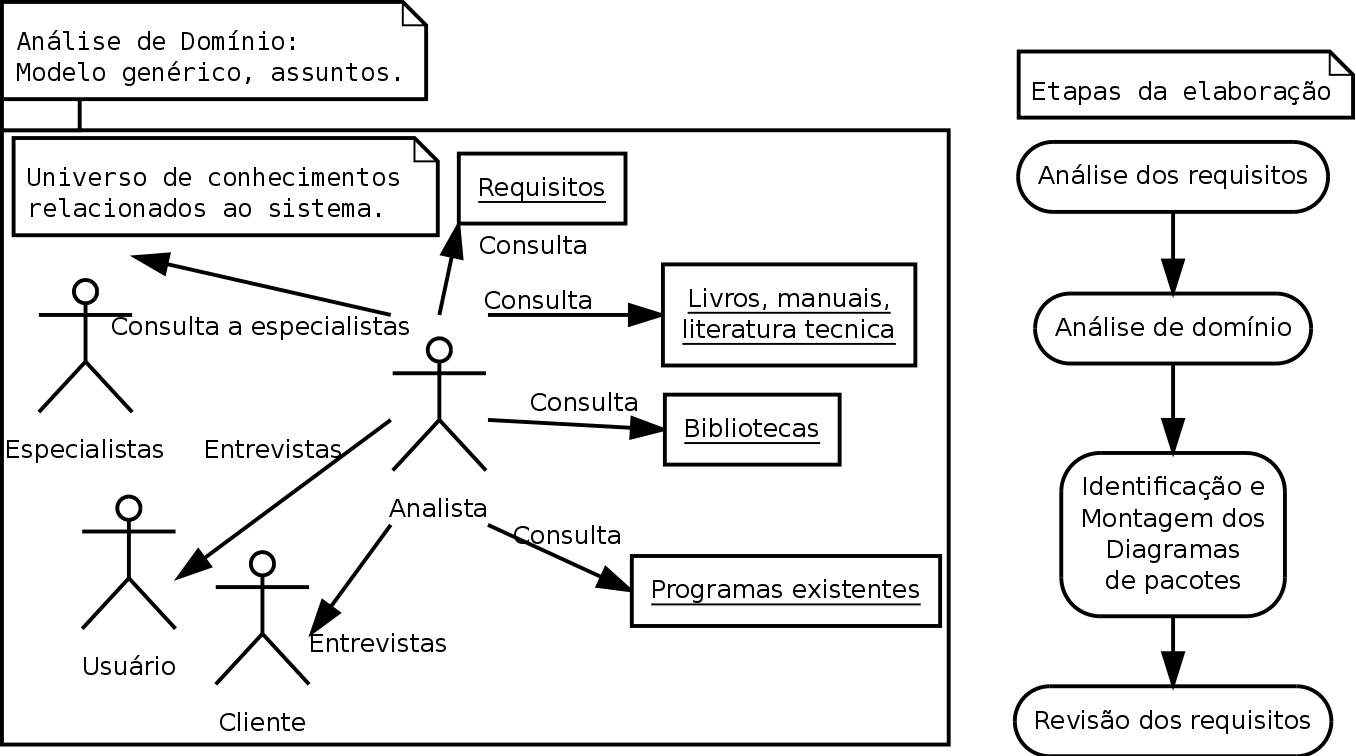 Análise de Domínio:
Modelo genérico, assuntos.
Universo de conhecimentos
relacionados ao sistema.
Requisitos
Consulta
Consulta
Livros, manuais,
literatura tecnica
Consulta a especialistas
Consulta
Bibliotecas
Especialistas
Entrevistas
Analista
Consulta
Programas existentes
Entrevistas
Usuário
Cliente
Etapas da elaboração
Análise dos requisitos
Análise de domínio
Identificação e
Montagem dos
Diagramas
de pacotes
Revisão dos requisitos